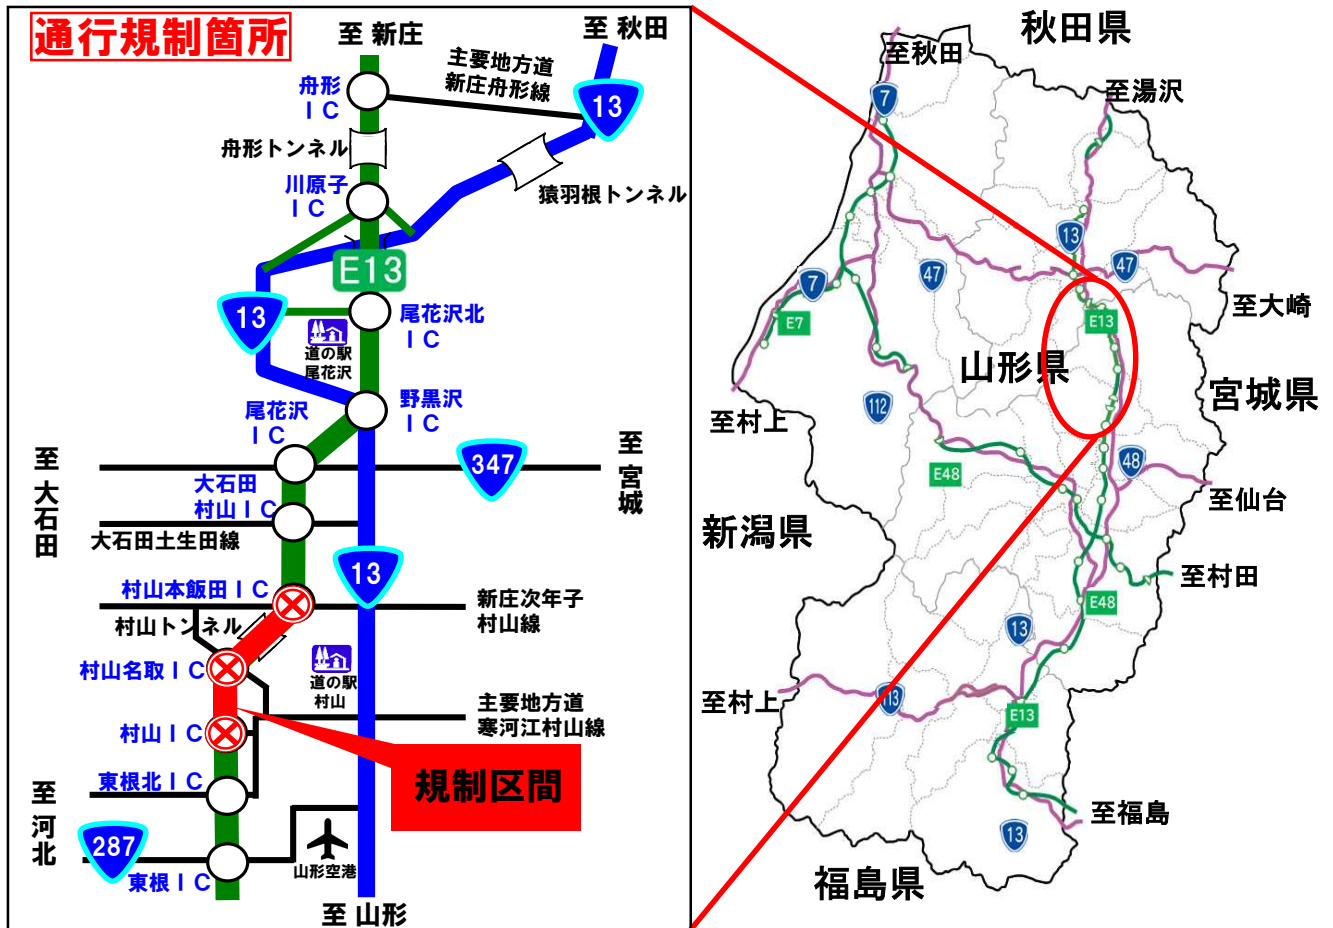 通行規制箇所
至 新庄
至 秋田
主要地方道
新庄舟形線
舟形
ＩＣ
13
舟形トンネル
川原子
ＩＣ
猿羽根トンネル
E13
13
尾花沢北
ＩＣ
道の駅
尾花沢
尾花沢
ＩＣ
野黒沢
ＩＣ
至 大石田
347
至 宮城
大石田
村山ＩＣ
大石田土生田線
13
村山本飯田ＩＣ
新庄次年子
村山線
村山トンネル
村山名取ＩＣ
道の駅
村山
主要地方道
寒河江村山線
村山ＩＣ
規制区間
東根北ＩＣ
至 河北
287
山形空港
東根ＩＣ
至 山形
秋田県
至秋田
7
至湯沢
13
47
47
7
至大崎
E7
E13
山形県
宮城県
至村上
112
48
E48
至仙台
新潟県
至村田
E48
13
至村上
113
E13
至福島
13
福島県